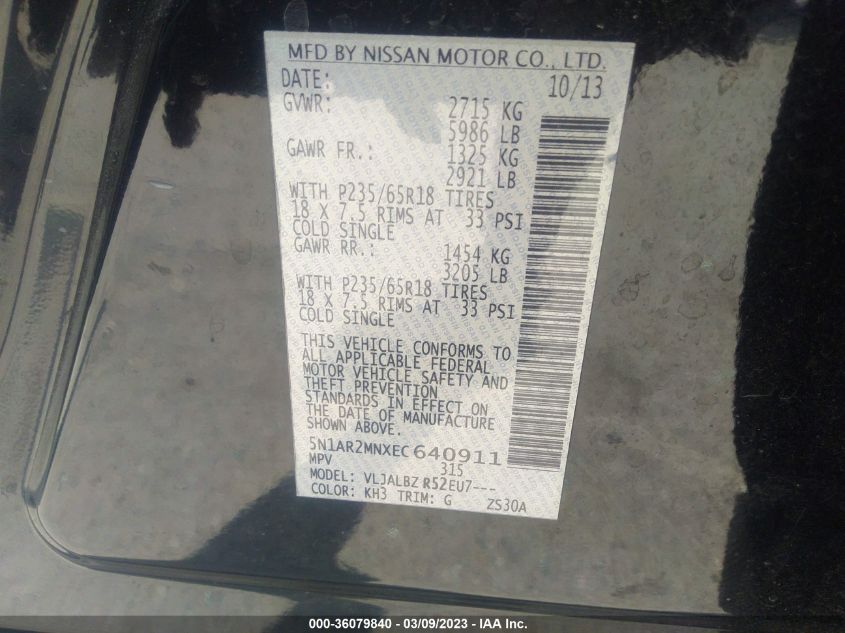 MFD BY NISSAN MOTOR CO., LTD.
DATE: 10/13
GVWR: 2715 KG
5986 LB
GAWR FR.: 1325 KG
2921 LB
WITH P235/65R18 TIRES
18 X 7.5 RIMS AT 33 PSI
COLD SINGLE
GAWR RR.: 1454 KG
3205 LB
WITH P235/65R18 TIRES
18 X 7.5 RIMS AT 33 PSI
COLD SINGLE
THIS VEHICLE CONFORMS TO
ALL APPLICABLE FEDERAL
MOTOR VEHICLE SAFETY AND
THEFT PREVENTION
STANDARDS IN EFFECT ON
THE DATE OF MANUFACTURE
SHOWN ABOVE.
5N1AR2MNXEC640911
MPV 315
MODEL: VLJALBZ R52EU7---
COLOR: KH3 TRIM: G ZS30A
000-36079840 — 03/09/2023 — IAA Inc.